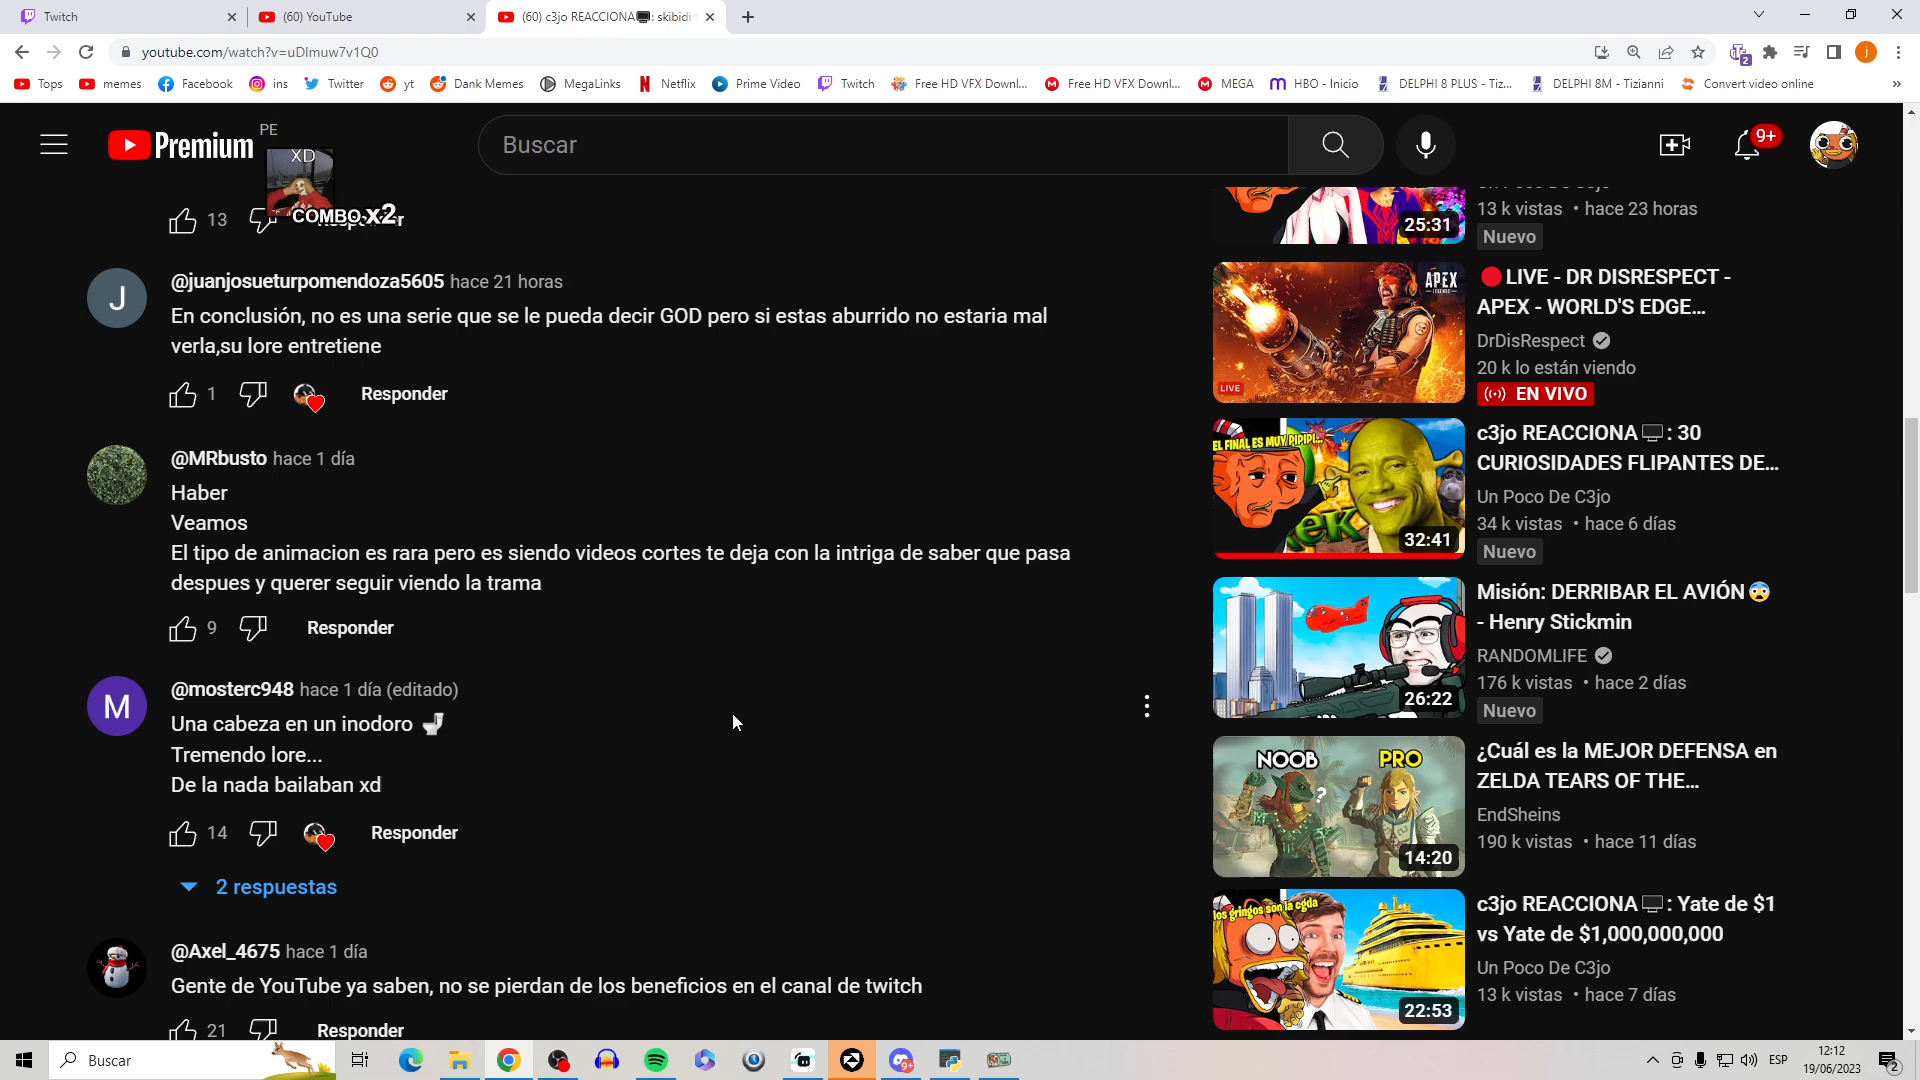 Twitch
(60) YouTube
(60) c3jo REACCIONA🖥️: skibidi
youtube.com/watch?v=uDImuw7v1Q0
2
j
Tops
memes
Facebook
ins
Twitter
yt
Dank Memes
MegaLinks
Netflix
Prime Video
Twitch
Free HD VFX Downl...
Free HD VFX Downl...
MEGA
HBO - Inicio
DELPHI 8 PLUS - Tiz...
DELPHI 8M - Tizianni
Convert video online
»
Premium
PE
Buscar
9+
XD
COMBO x2
13
@juanjosueturpomendoza5605 hace 21 horas
En conclusión, no es una serie que se le pueda decir GOD pero si estas aburrido no estaria mal
verla,su lore entretiene
1
Responder
@MRbusto hace 1 día
Haber
Veamos
El tipo de animacion es rara pero es siendo videos cortes te deja con la intriga de saber que pasa
despues y querer seguir viendo la trama
9
Responder
M
@mosterc948 hace 1 día (editado)
Una cabeza en un inodoro 🚽
Tremendo lore...
De la nada bailaban xd
14
Responder
2 respuestas
@Axel_4675 hace 1 día
Gente de YouTube ya saben, no se pierdan de los beneficios en el canal de twitch
21
Responder
J
25:31
13 k vistas • hace 23 horas
Nuevo
APEX
LEGENDS
LIVE
🔴LIVE - DR DISRESPECT -
APEX - WORLD'S EDGE...
DrDisRespect
20 k lo están viendo
EN VIVO
EL FINAL ES MUY PIPIPI...
32:41
c3jo REACCIONA🖥️: 30
CURIOSIDADES FLIPANTES DE...
Un Poco De C3jo
34 k vistas • hace 6 días
Nuevo
26:22
Misión: DERRIBAR EL AVIÓN😨
- Henry Stickmin
RANDOMLIFE
176 k vistas • hace 2 días
Nuevo
NOOB
PRO
?
14:20
¿Cuál es la MEJOR DEFENSA en
ZELDA TEARS OF THE...
EndSheins
190 k vistas • hace 11 días
los gringos son la cgda
22:53
c3jo REACCIONA🖥️: Yate de $1
vs Yate de $1,000,000,000
Un Poco De C3jo
13 k vistas • hace 7 días
Buscar
9+
ESP
12:12
19/06/2023
2